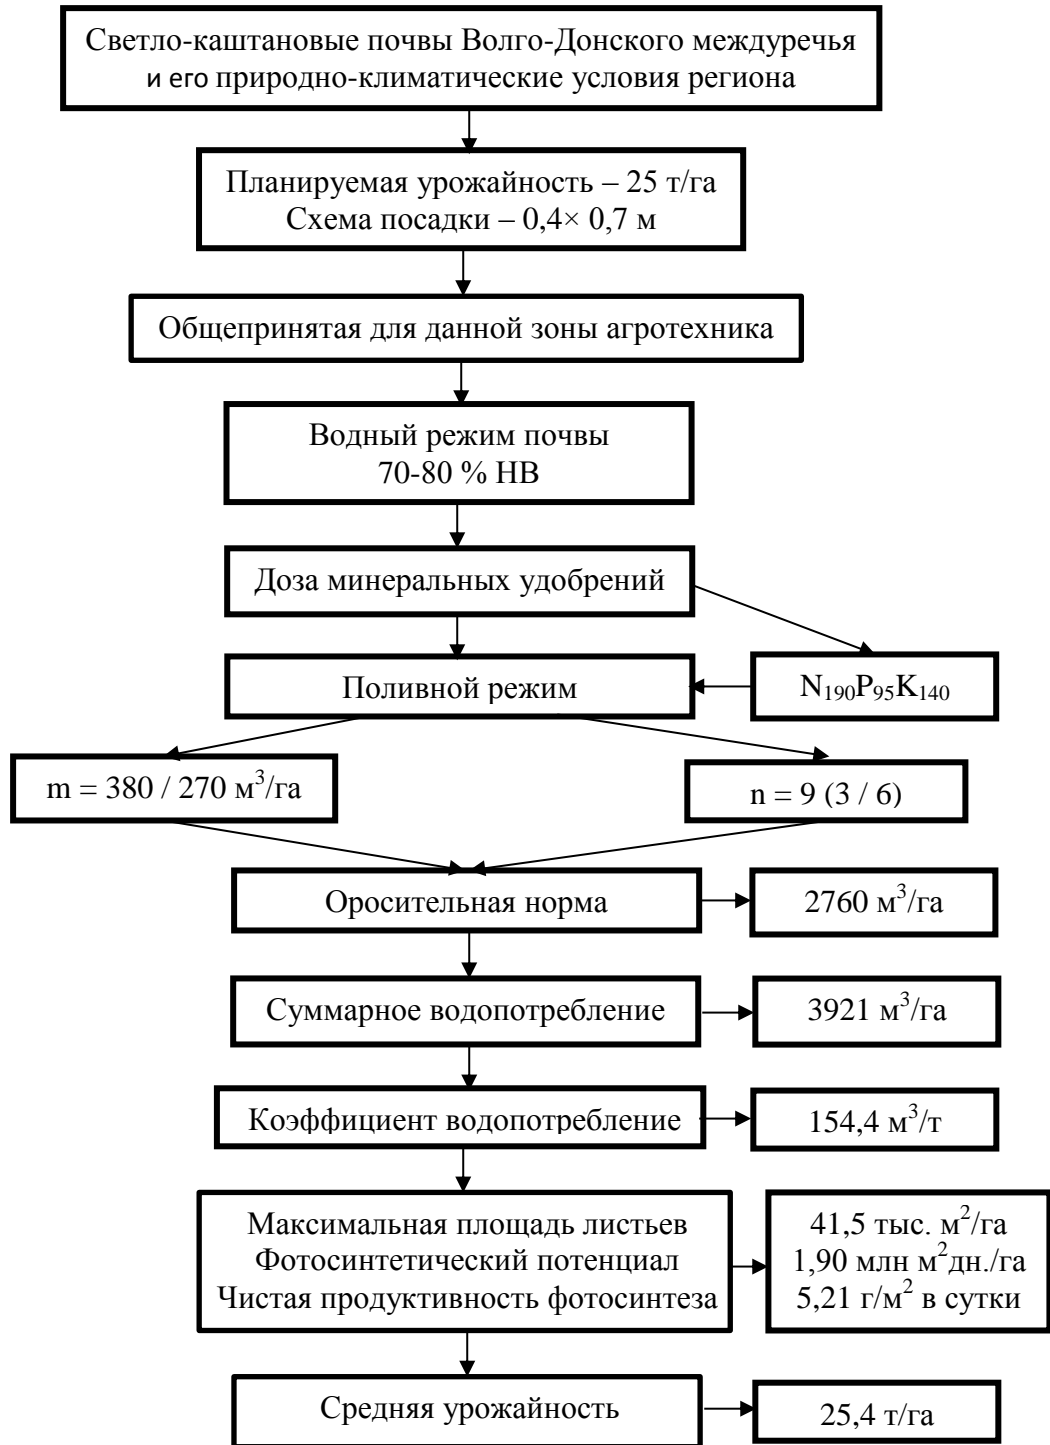 Светло-каштановые почвы Волго-Донского междуречья
и его природно-климатические условия региона
Планируемая урожайность – 25 т/га
Схема посадки – 0,4× 0,7 м
Общепринятая для данной зоны агротехника
Водный режим почвы
70-80 % НВ
Доза минеральных удобрений
Поливной режим
N₁₉₀P₉₅K₁₄₀
m = 380 / 270 м³/га
n = 9 (3 / 6)
Оросительная норма
2760 м³/га
Суммарное водопотребление
3921 м³/га
Коэффициент водопотребление
154,4 м³/т
Максимальная площадь листьев
Фотосинтетический потенциал
Чистая продуктивность фотосинтеза
41,5 тыс. м²/га
1,90 млн м²дн./га
5,21 г/м² в сутки
Средняя урожайность
25,4 т/га